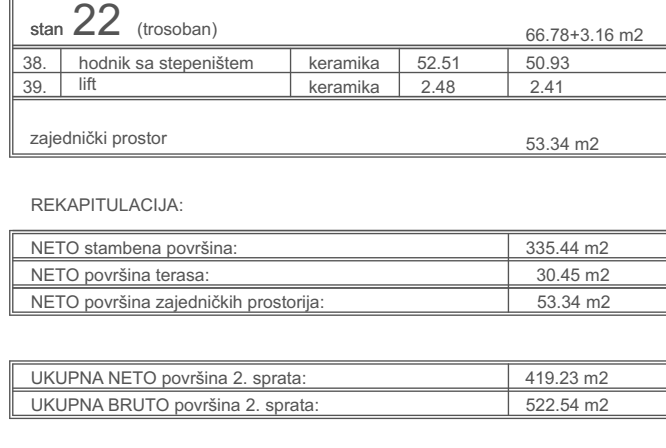 stan 22 (trosoban) 66.78+3.16 m2
38. hodnik sa stepeništem keramika 52.51 50.93
39. lift keramika 2.48 2.41
zajednički prostor 53.34 m2
REKAPITULACIJA:
NETO stambena površina: 335.44 m2
NETO površina terasa: 30.45 m2
NETO površina zajedničkih prostorija: 53.34 m2
UKUPNA NETO površina 2. sprata: 419.23 m2
UKUPNA BRUTO površina 2. sprata: 522.54 m2